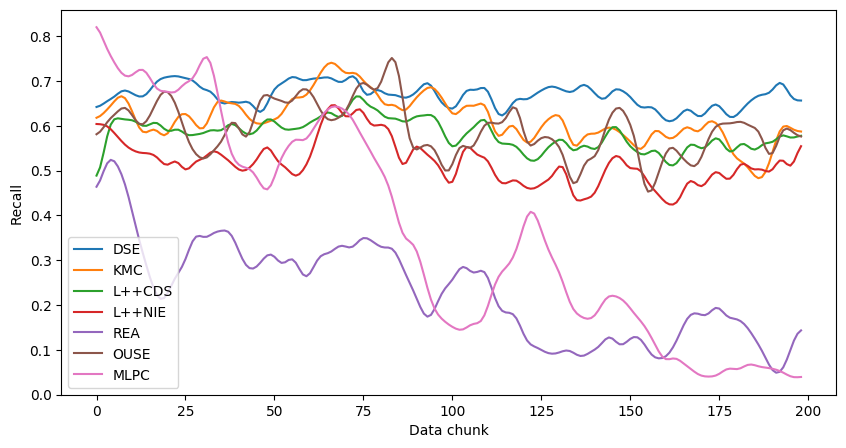 Recall
0.8
0.7
0.6
0.5
0.4
0.3
0.2
0.1
0.0
DSE
KMC
L++CDS
L++NIE
REA
OUSE
MLPC
0 25 50 75 100 125 150 175 200
Data chunk